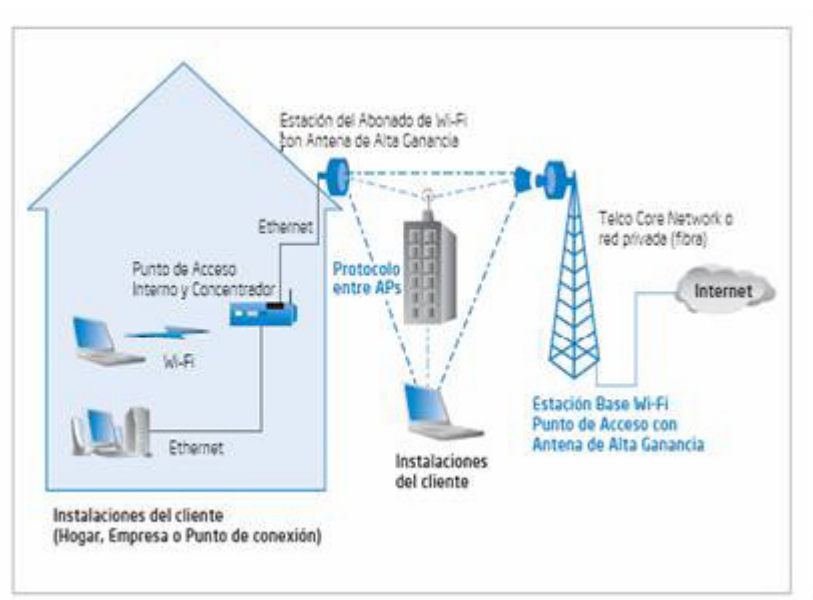 Estación del Abonado de Wi-Fi
con Antena de Alta Ganancia
Ethernet
Telco Core Network o
red privada (fibra)
Punto de Acceso
Interno y Concentrador
Protocolo
entre APs
Internet
Wi-Fi
Ethernet
Estación Base Wi-Fi
Punto de Acceso con
Antena de Alta Ganancia
Instalaciones
del cliente
Instalaciones del cliente
(Hogar, Empresa o Punto de conexión)